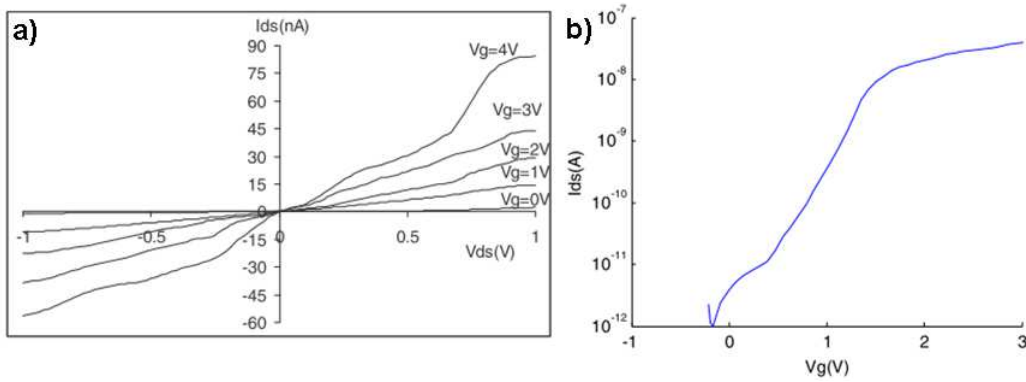 a)
Ids(nA)
90
75
60
45
30
15
0
-15
-30
-45
-60
-1
-0.5
0
0.5
1
Vds(V)
Vg=4V
Vg=3V
Vg=2V
Vg=1V
Vg=0V
b)
Ids(A)
10-7
10-8
10-9
10-10
10-11
10-12
-1
0
1
2
3
Vg(V)